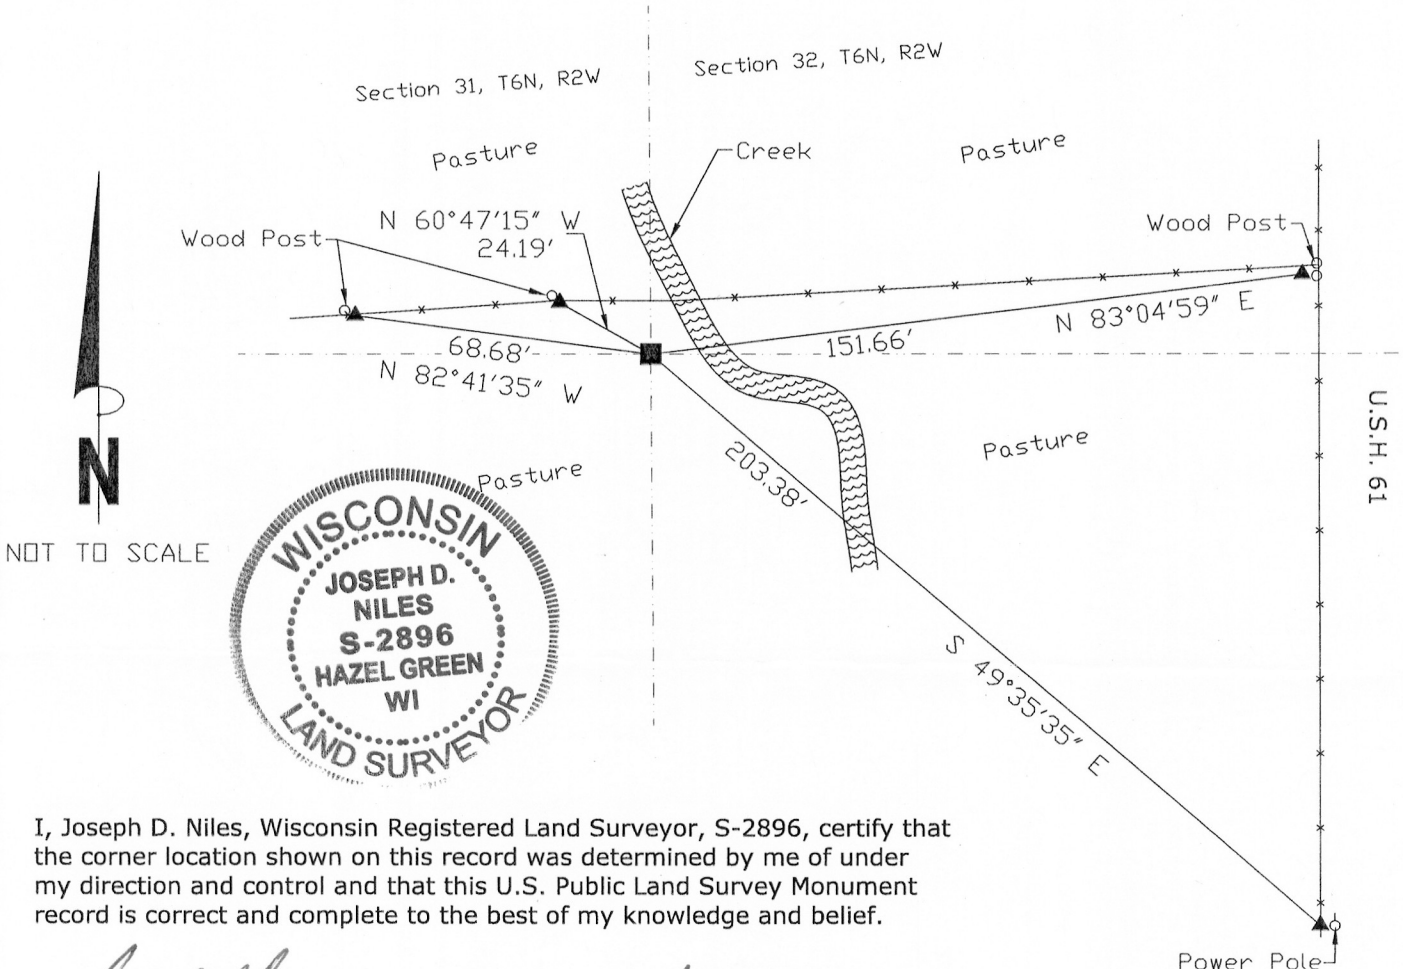 Section 31, T6N, R2W
Section 32, T6N, R2W
Pasture
Creek
Pasture
N 60°47'15" W
24.19'
Wood Post
Wood Post
68.68'
N 82°41'35" W
151.66'
N 83°04'59" E
U.S.H. 61
203.38'
Pasture
Pasture
N
NOT TO SCALE
WISCONSIN
JOSEPH D.
NILES
S-2896
HAZEL GREEN
WI
LAND SURVEYOR
S 49°35'35" E
I, Joseph D. Niles, Wisconsin Registered Land Surveyor, S-2896, certify that
the corner location shown on this record was determined by me of under
my direction and control and that this U.S. Public Land Survey Monument
record is correct and complete to the best of my knowledge and belief.
Power Pole